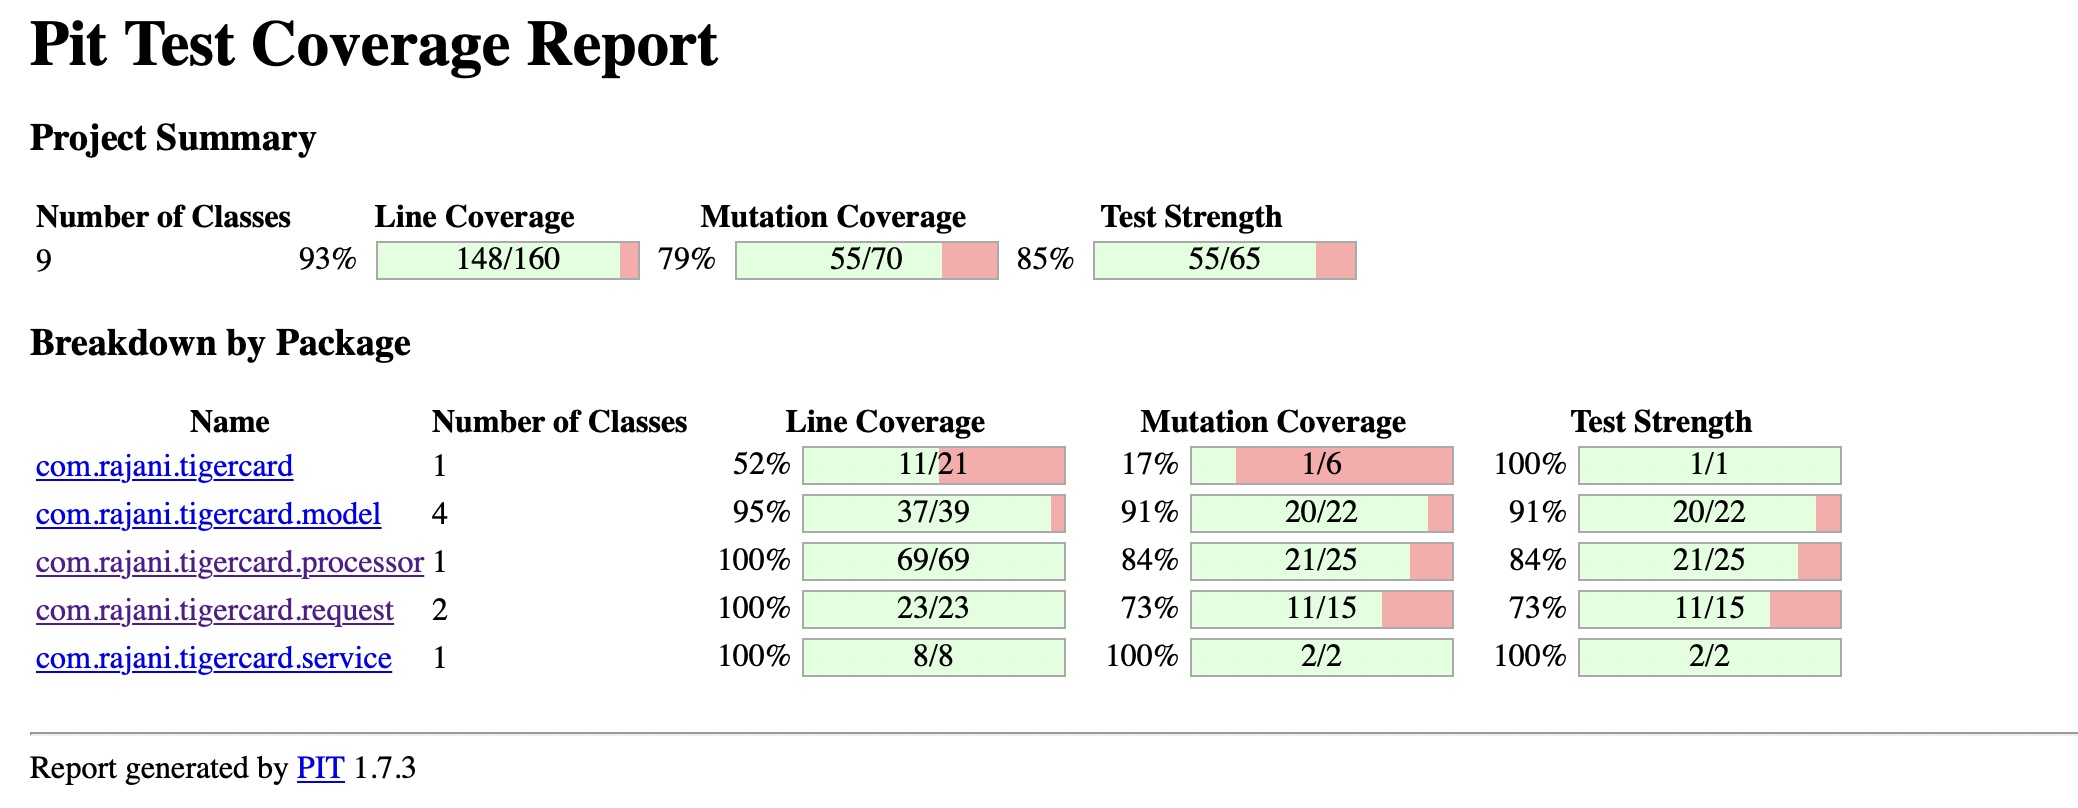 Pit Test Coverage Report
Project Summary
Number of Classes Line Coverage Mutation Coverage Test Strength
9 93% 148/160 79% 55/70 85% 55/65
Breakdown by Package
Name Number of Classes Line Coverage Mutation Coverage Test Strength
com.rajani.tigercard 1 52% 11/21 17% 1/6 100% 1/1
com.rajani.tigercard.model 4 95% 37/39 91% 20/22 91% 20/22
com.rajani.tigercard.processor 1 100% 69/69 84% 21/25 84% 21/25
com.rajani.tigercard.request 2 100% 23/23 73% 11/15 73% 11/15
com.rajani.tigercard.service 1 100% 8/8 100% 2/2 100% 2/2
Report generated by PIT 1.7.3